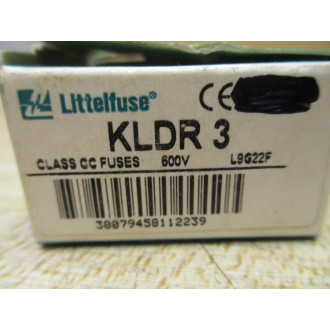 Littelfuse® CE
KLDR 3
CLASS CC FUSES 600V L9G22F
30079458112239